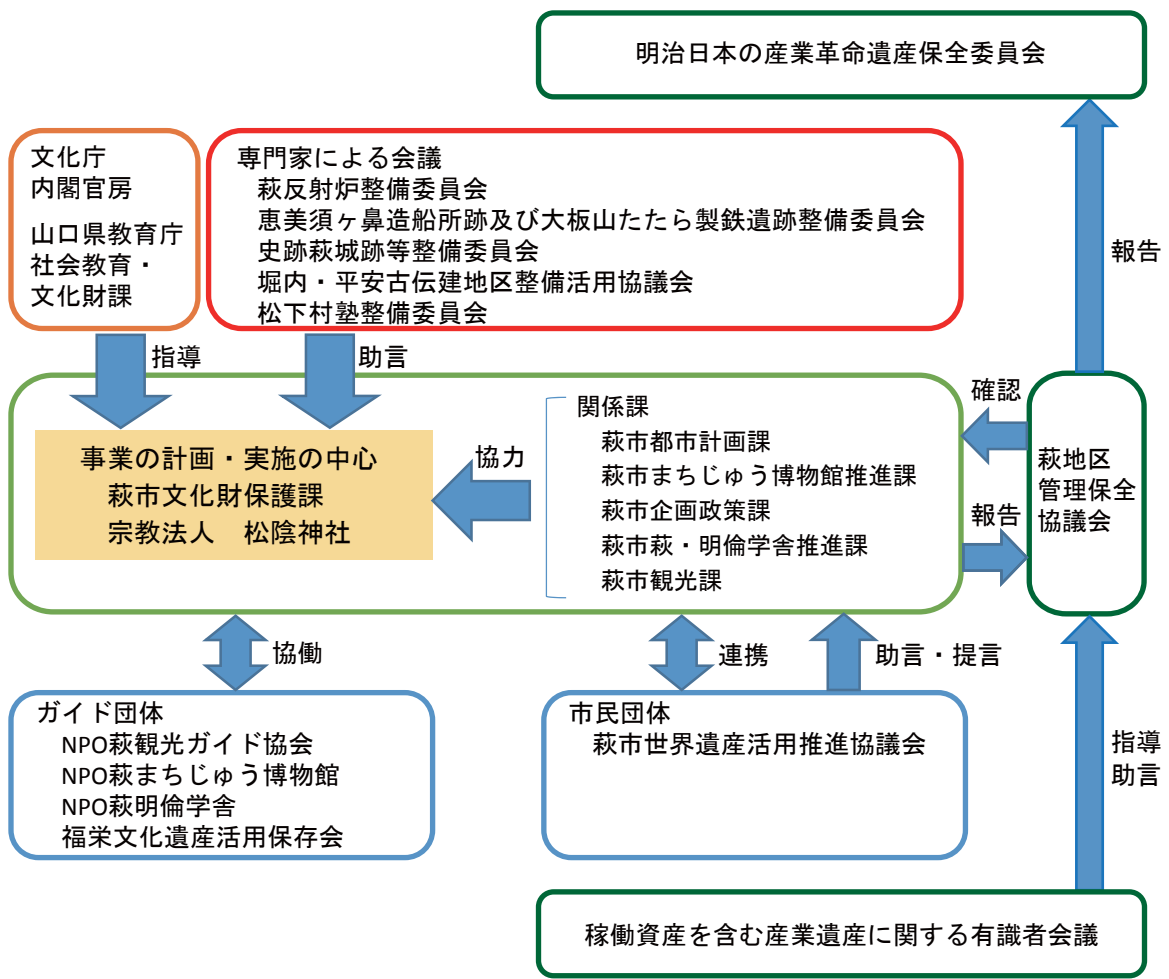 明治日本の産業革命遺産保全委員会
文化庁
内閣官房
山口県教育庁
社会教育・
文化財課
専門家による会議
萩反射炉整備委員会
恵美須ヶ鼻造船所跡及び大板山たたら製鉄遺跡整備委員会
史跡萩城跡等整備委員会
堀内・平安古伝建地区整備活用協議会
松下村塾整備委員会
報告
指導
助言
事業の計画・実施の中心
萩市文化財保護課
宗教法人　松陰神社
協力
関係課
萩市都市計画課
萩市まちじゅう博物館推進課
萩市企画政策課
萩市萩・明倫学舎推進課
萩市観光課
確認
報告
萩地区
管理保全
協議会
協働
連携
助言・提言
ガイド団体
NPO萩観光ガイド協会
NPO萩まちじゅう博物館
NPO萩明倫学舎
福栄文化遺産活用保存会
市民団体
萩市世界遺産活用推進協議会
指導
助言
稼働資産を含む産業遺産に関する有識者会議